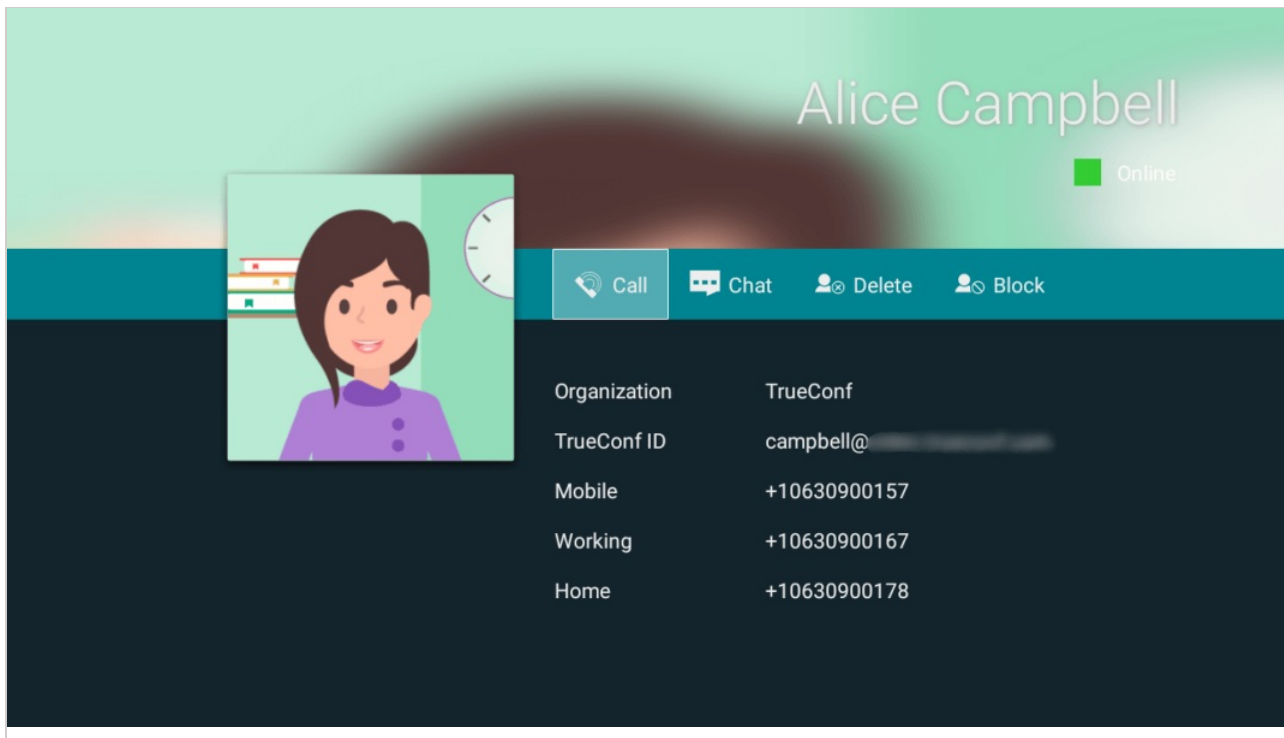 Alice Campbell
Online
Call Chat Delete Block
Organization TrueConf
TrueConf ID campbell@
Mobile +10630900157
Working +10630900167
Home +10630900178